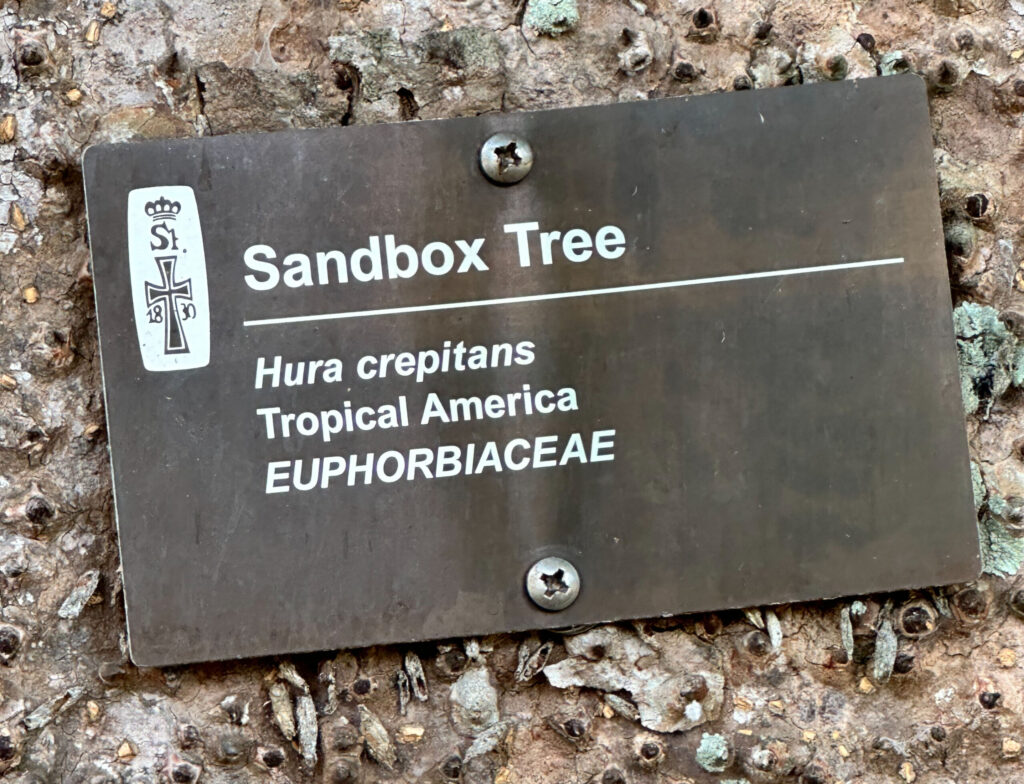 St.
1830
Sandbox Tree
Hura crepitans
Tropical America
EUPHORBIACEAE